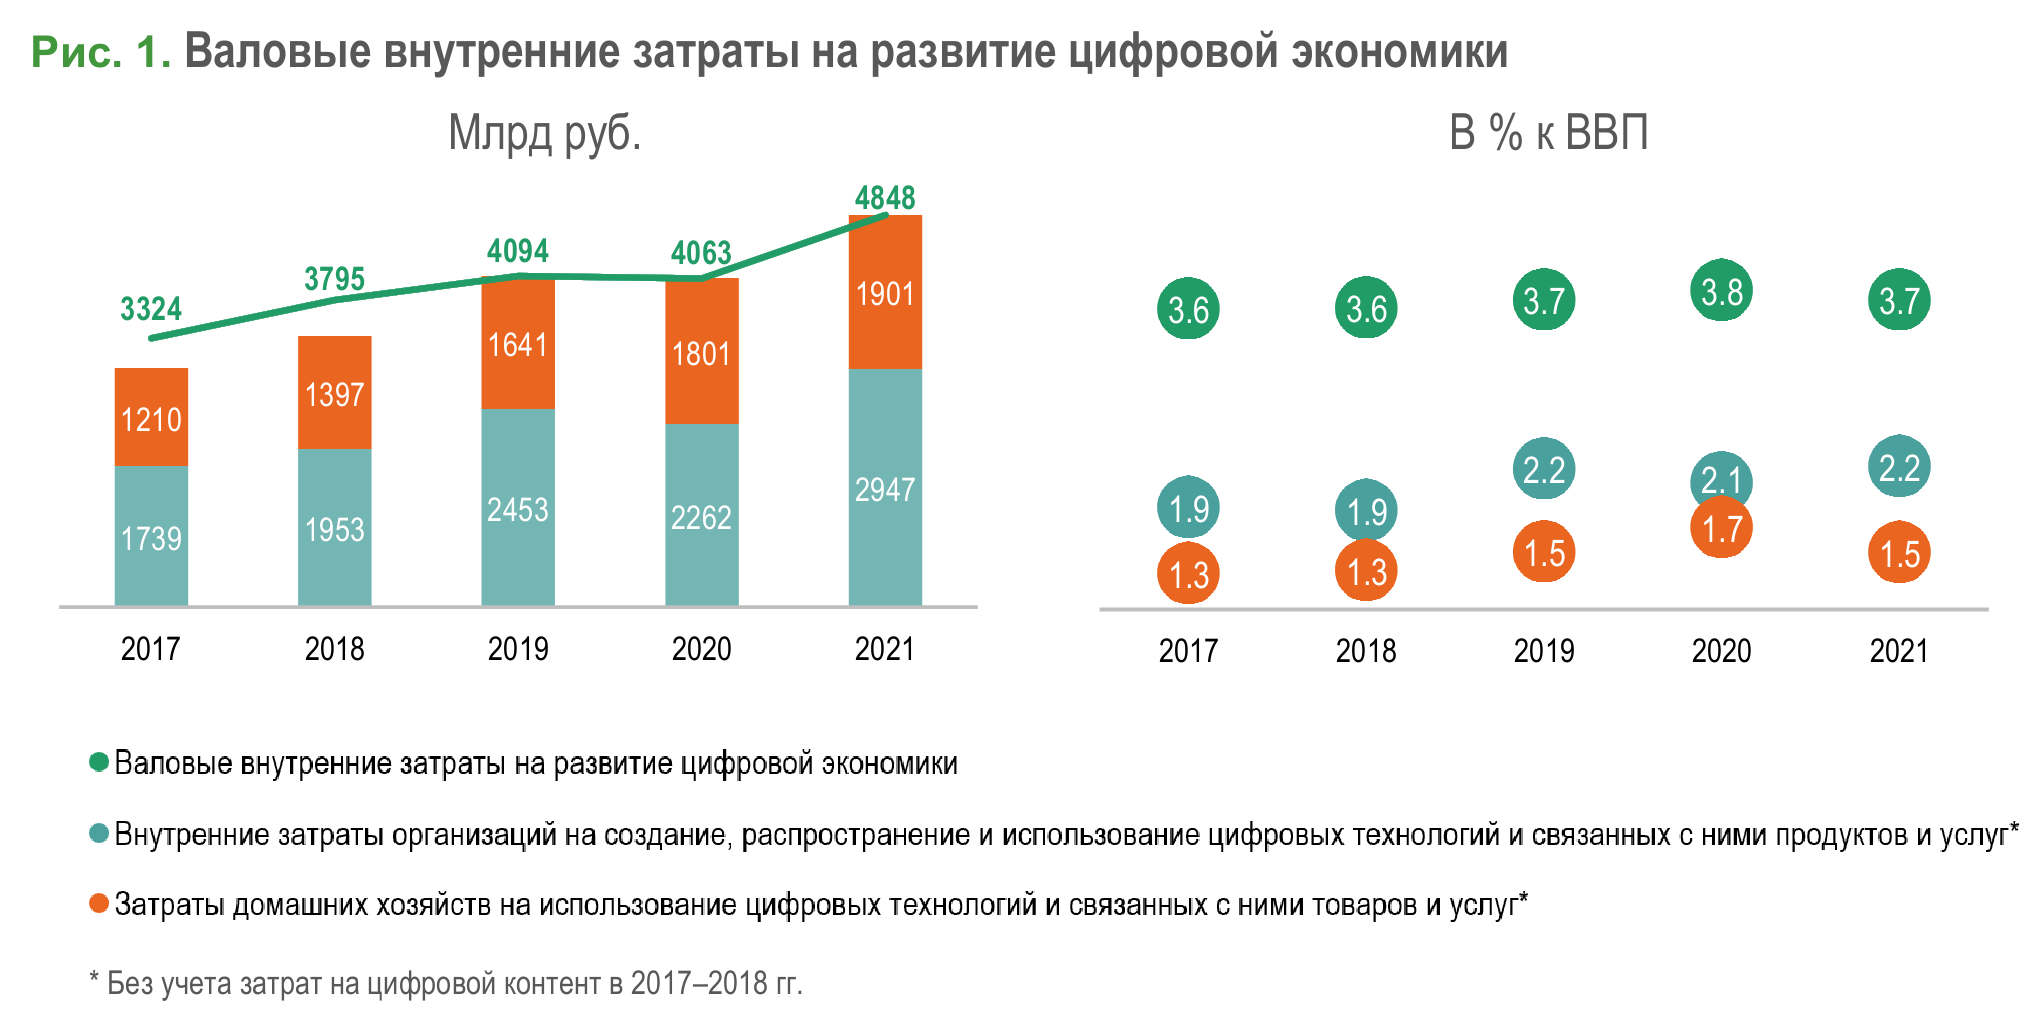 Рис. 1. Валовые внутренние затраты на развитие цифровой экономики
Млрд руб.
3324
3795
4094
4063
4848
1210
1397
1641
1801
1901
1739
1953
2453
2262
2947
2017 2018 2019 2020 2021
В % к ВВП
3.6 3.6 3.7 3.8 3.7
1.9 1.9 2.2 2.1 2.2
1.3 1.3 1.5 1.7 1.5
2017 2018 2019 2020 2021
Валовые внутренние затраты на развитие цифровой экономики
Внутренние затраты организаций на создание, распространение и использование цифровых технологий и связанных с ними продуктов и услуг*
Затраты домашних хозяйств на использование цифровых технологий и связанных с ними товаров и услуг*
* Без учета затрат на цифровой контент в 2017–2018 гг.